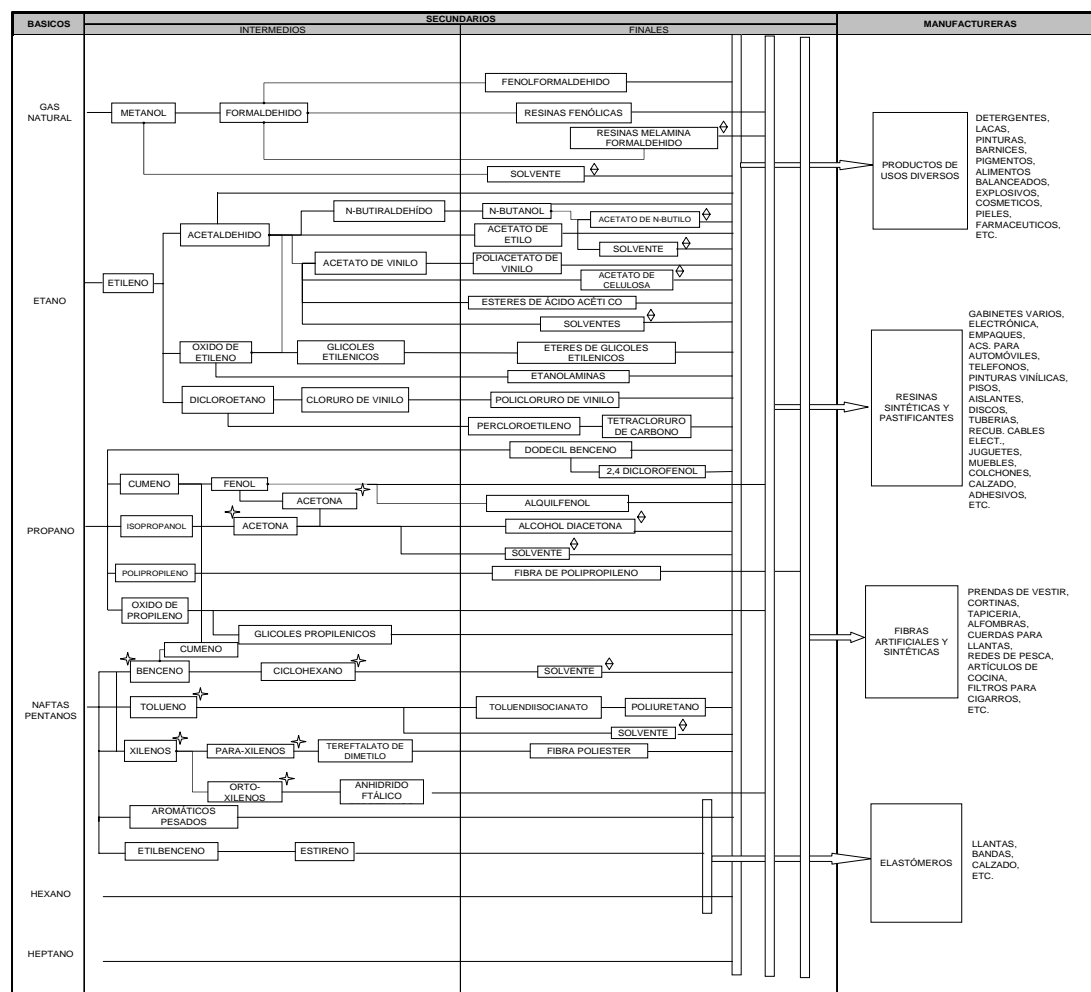 BASICOS
SECUNDARIOS
MANUFACTURERAS
INTERMEDIOS
FINALES
GAS
NATURAL
METANOL
FORMALDEHIDO
FENOLFORMALDEHIDO
RESINAS FENÓLICAS
RESINAS MELAMINA
FORMALDEHIDO
SOLVENTE
ETANO
ETILENO
ACETALDEHIDO
N-BUTIRALDEHÍDO
N-BUTANOL
ACETATO DE N-BUTILO
ACETATO DE
ETILO
SOLVENTE
ACETATO DE VINILO
POLIACETATO DE
VINILO
ACETATO DE
CELULOSA
ESTERES DE ÁCIDO ACÉTI CO
SOLVENTES
OXIDO DE
ETILENO
GLICOLES
ETILENICOS
ETERES DE GLICOLES
ETILENICOS
ETANOLAMINAS
DICLOROETANO
CLORURO DE VINILO
POLICLORURO DE VINILO
PERCLOROETILENO
TETRACLORURO
DE CARBONO
PROPANO
DODECIL BENCENO
2,4 DICLOROFENOL
CUMENO
FENOL
ACETONA
ALQUILFENOL
ISOPROPANOL
ACETONA
ALCOHOL DIACETONA
SOLVENTE
POLIPROPILENO
FIBRA DE POLIPROPILENO
OXIDO DE
PROPILENO
GLICOLES PROPILENICOS
CUMENO
NAFTAS
PENTANOS
BENCENO
CICLOHEXANO
SOLVENTE
TOLUENO
TOLUENDIISOCIANATO
POLIURETANO
SOLVENTE
XILENOS
PARA-XILENOS
TEREFTALATO DE
DIMETILO
FIBRA POLIESTER
ORTO-
XILENOS
ANHIDRIDO
FTÁLICO
AROMÁTICOS
PESADOS
ETILBENCENO
ESTIRENO
HEXANO
HEPTANO
PRODUCTOS DE
USOS DIVERSOS
DETERGENTES,
LACAS,
PINTURAS,
BARNICES,
PIGMENTOS,
ALIMENTOS
BALANCEADOS,
EXPLOSIVOS,
COSMETICOS,
PIELES,
FARMACEUTICOS,
ETC.
RESINAS
SINTÉTICAS Y
PASTIFICANTES
GABINETES VARIOS,
ELECTRÓNICA,
EMPAQUES,
ACS. PARA
AUTOMÓVILES,
TELEFONOS,
PINTURAS VINÍLICAS,
PISOS,
AISLANTES,
DISCOS,
TUBERIAS,
RECUB. CABLES
ELECT.,
JUGUETES,
MUEBLES,
COLCHONES,
CALZADO,
ADHESIVOS,
ETC.
FIBRAS
ARTIFICIALES Y
SINTÉTICAS
PRENDAS DE VESTIR,
CORTINAS,
TAPICERIA,
ALFOMBRAS,
CUERDAS PARA
LLANTAS,
REDES DE PESCA,
ARTÍCULOS DE
COCINA,
FILTROS PARA
CIGARROS,
ETC.
ELASTÓMEROS
LLANTAS,
BANDAS,
CALZADO,
ETC.